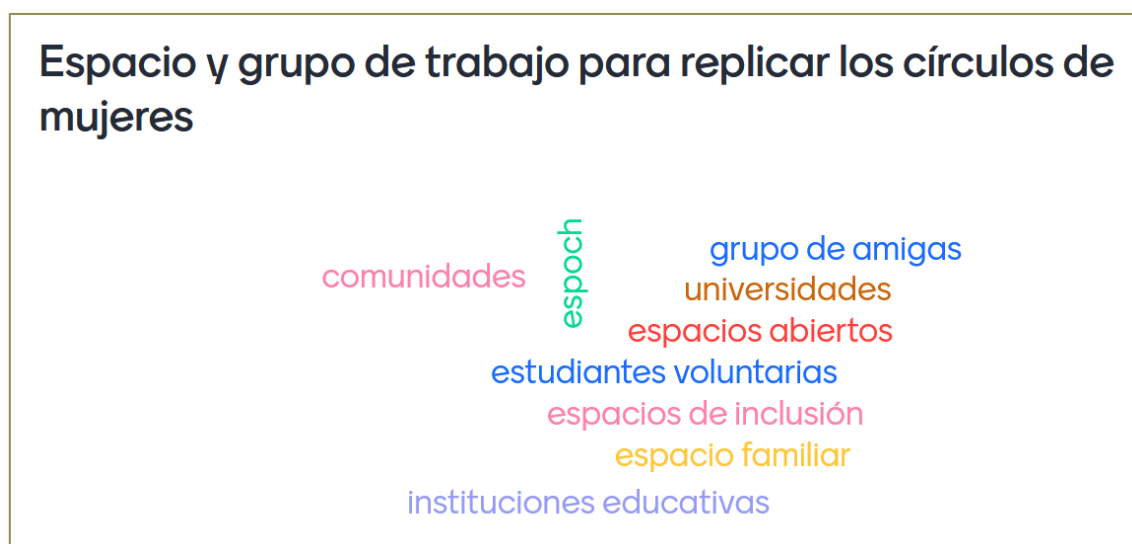 Espacio y grupo de trabajo para replicar los círculos de
mujeres
espoch
grupo de amigas
comunidades
universidades
espacios abiertos
estudiantes voluntarias
espacios de inclusión
espacio familiar
instituciones educativas